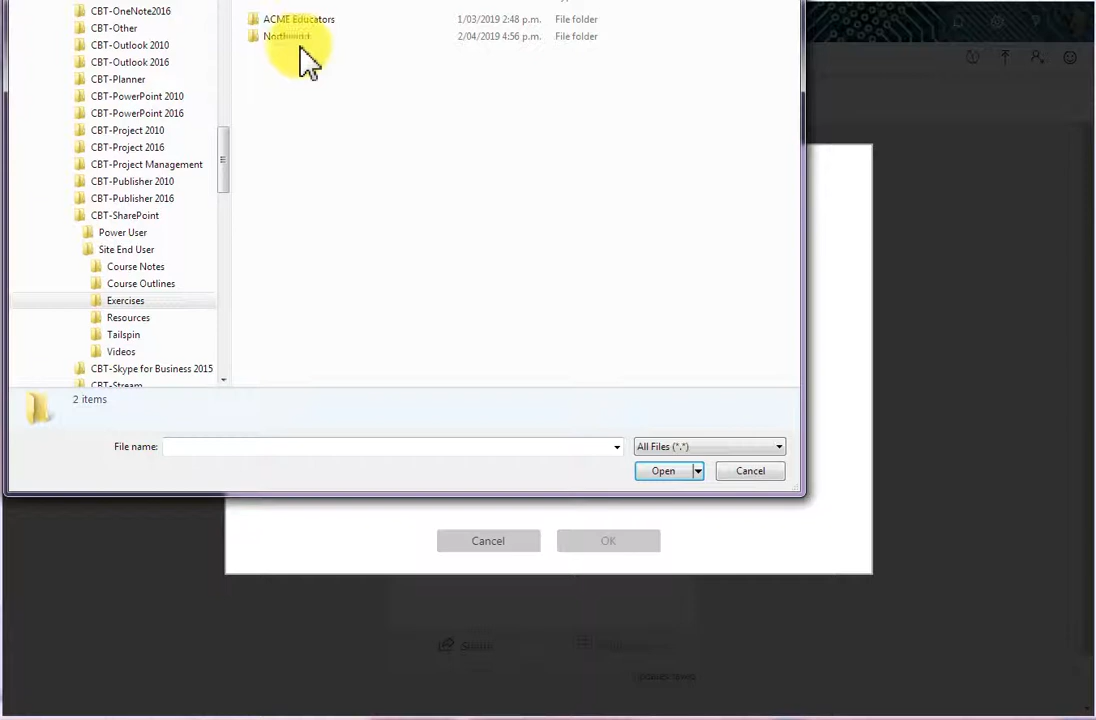 CBT-OneNote2016
CBT-Other
CBT-Outlook 2010
CBT-Outlook 2016
CBT-Planner
CBT-PowerPoint 2010
CBT-PowerPoint 2016
CBT-Project 2010
CBT-Project 2016
CBT-Project Management
CBT-Publisher 2010
CBT-Publisher 2016
CBT-SharePoint
Power User
Site End User
Course Notes
Course Outlines
Exercises
Resources
Tailspin
Videos
CBT-Skype for Business 2015
CBT-Stream
ACME Educators 1/03/2019 2:48 p.m. File folder
Northwind 2/04/2019 4:56 p.m. File folder
2 items
File name:
All Files (*.*)
Open Cancel
Cancel OK